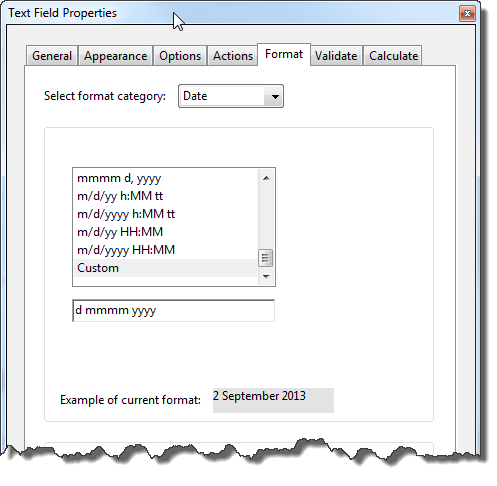 Text Field Properties
General Appearance Options Actions Format Validate Calculate
Select format category: Date
mmmm d, yyyy
m/d/yy h:MM tt
m/d/yyyy h:MM tt
m/d/yy HH:MM
m/d/yyyy HH:MM
Custom
d mmmm yyyy
Example of current format: 2 September 2013